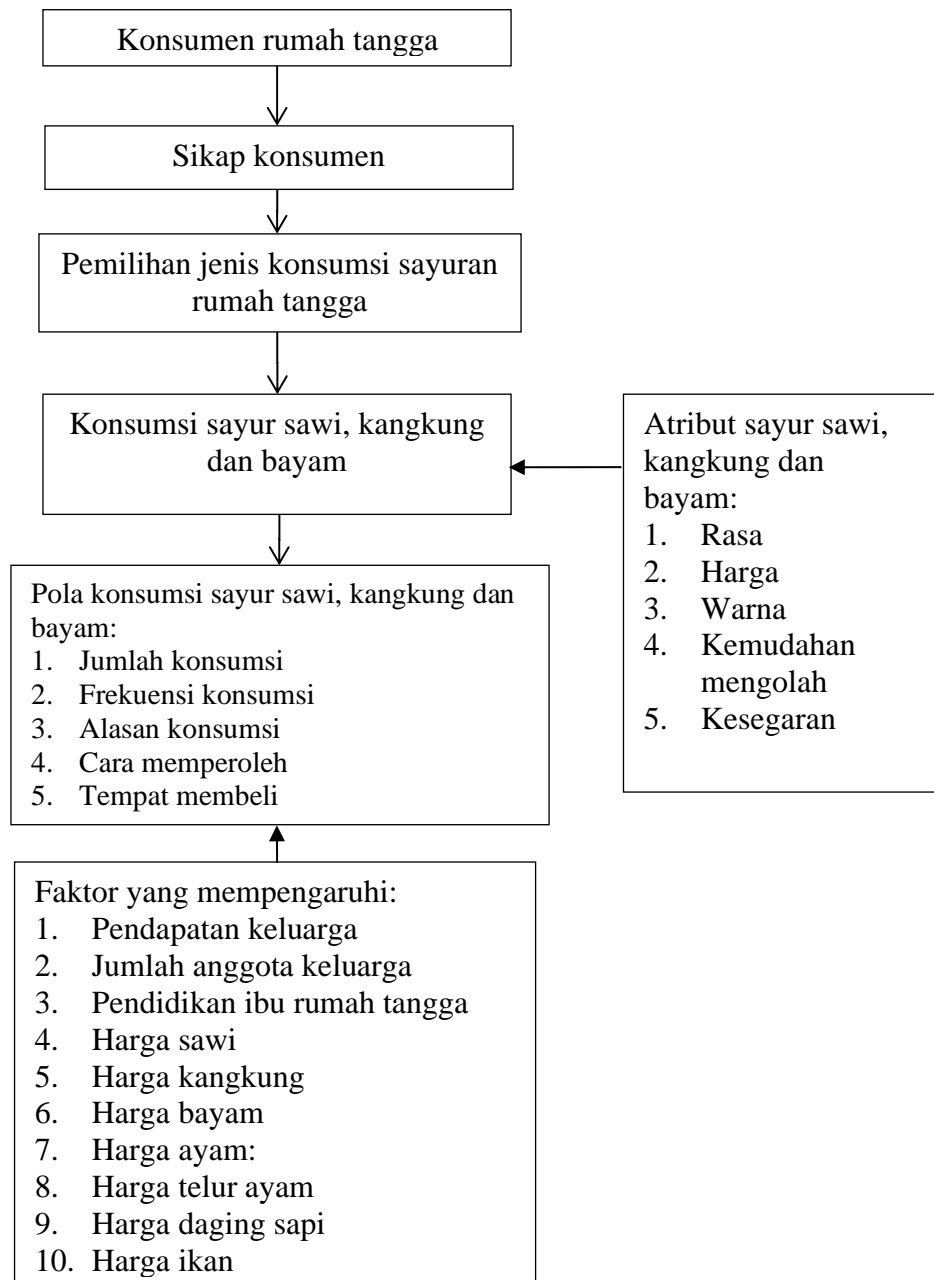 Konsumen rumah tangga
Sikap konsumen
Pemilihan jenis konsumsi sayuran
rumah tangga
Konsumsi sayur sawi, kangkung
dan bayam
Atribut sayur sawi,
kangkung dan
bayam:
1. Rasa
2. Harga
3. Warna
4. Kemudahan
mengolah
5. Kesegaran
Pola konsumsi sayur sawi, kangkung dan
bayam:
1. Jumlah konsumsi
2. Frekuensi konsumsi
3. Alasan konsumsi
4. Cara memperoleh
5. Tempat membeli
Faktor yang mempengaruhi:
1. Pendapatan keluarga
2. Jumlah anggota keluarga
3. Pendidikan ibu rumah tangga
4. Harga sawi
5. Harga kangkung
6. Harga bayam
7. Harga ayam:
8. Harga telur ayam
9. Harga daging sapi
10. Harga ikan